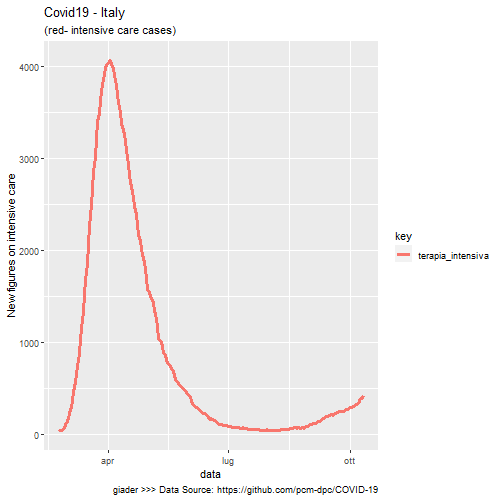 Covid19 - Italy
(red- intensive care cases)
New figures on intensive care
4000
3000
2000
1000
0
apr
lug
ott
data
key
terapia_intensiva
giader >>> Data Source: https://github.com/pcm-dpc/COVID-19